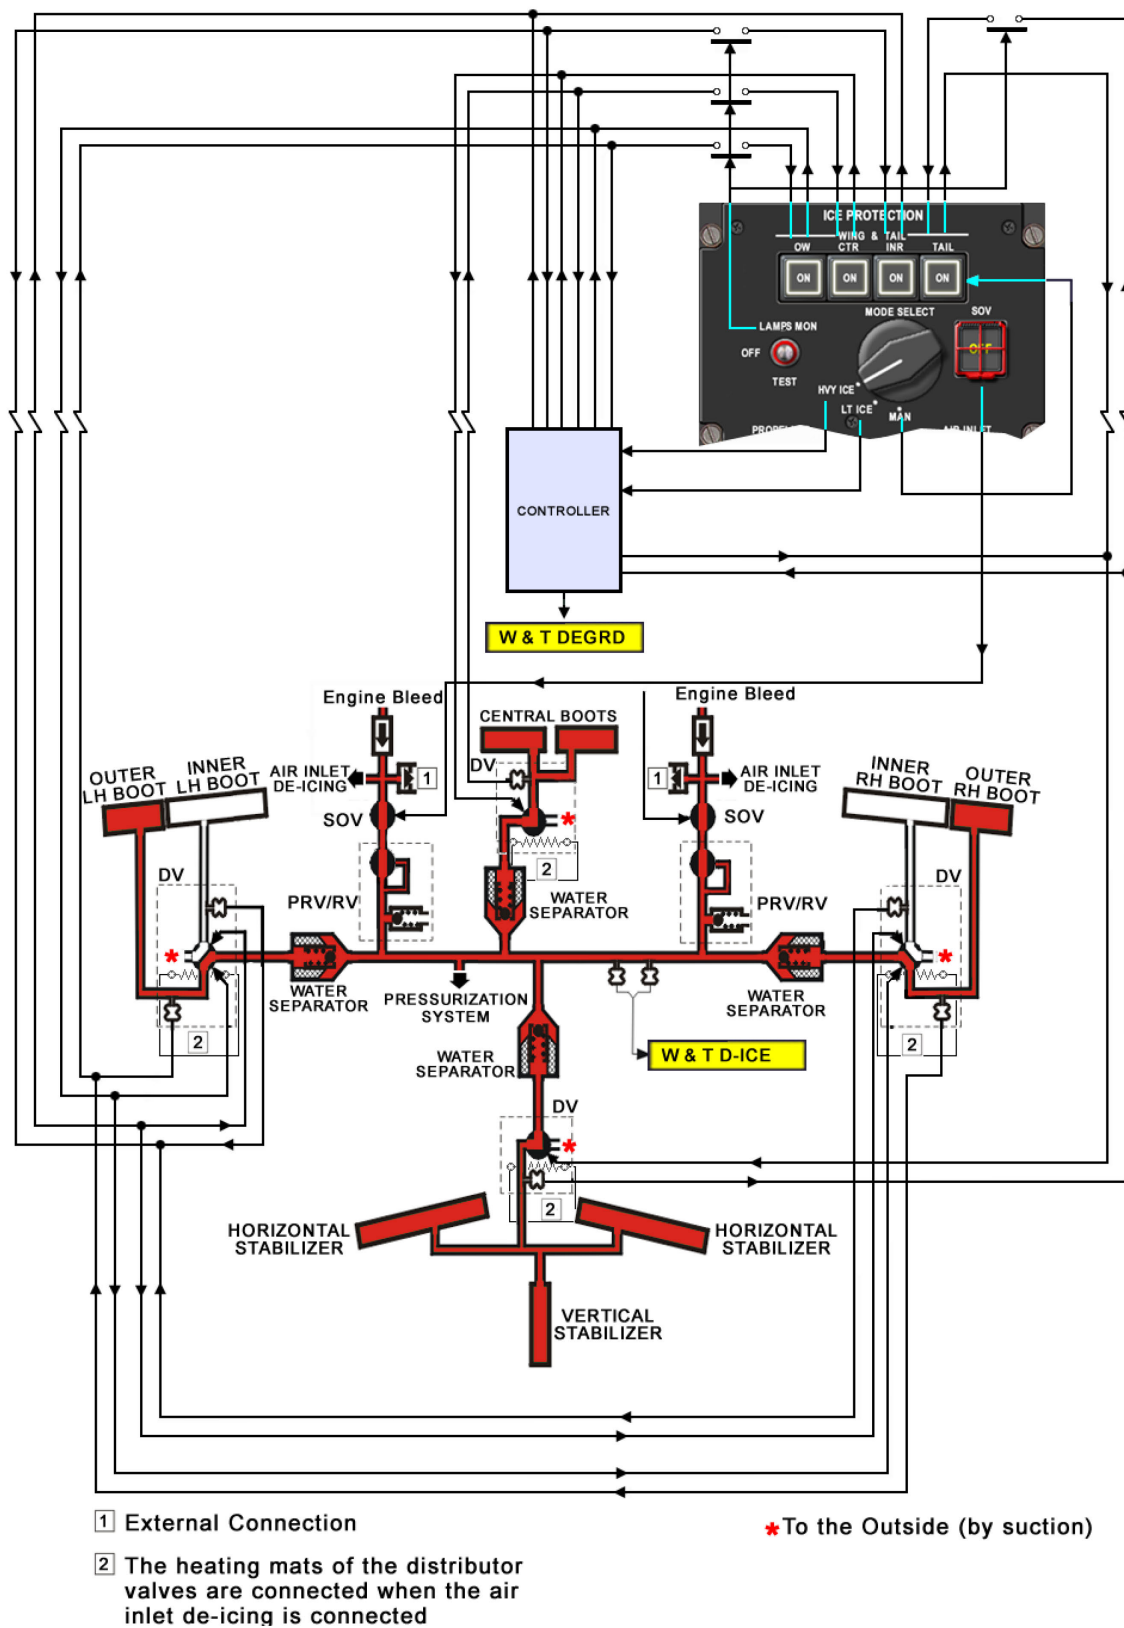 ICE PROTECTION
WING & TAIL
OW CTR INR TAIL
ON ON ON ON
MODE SELECT SOV
LAMPS MON
OFF
OFF
TEST
HVY ICE*
LT ICE*
*
MAN
CONTROLLER
W & T DEGRD
Engine Bleed
Engine Bleed
CENTRAL BOOTS
DV
AIR INLET
DE-ICING
1
SOV
1
AIR INLET
DE-ICING
SOV
OUTER
LH BOOT
INNER
LH BOOT
INNER
RH BOOT
OUTER
RH BOOT
*
2
DV
PRV/RV
WATER
SEPARATOR
PRV/RV
DV
*
WATER
SEPARATOR
PRESSURIZATION
SYSTEM
WATER
SEPARATOR
*
2
WATER
SEPARATOR
W & T D-ICE
2
DV
*
2
HORIZONTAL
STABILIZER
HORIZONTAL
STABILIZER
VERTICAL
STABILIZER
1 External Connection
*To the Outside (by suction)
2 The heating mats of the distributor
valves are connected when the air
inlet de-icing is connected